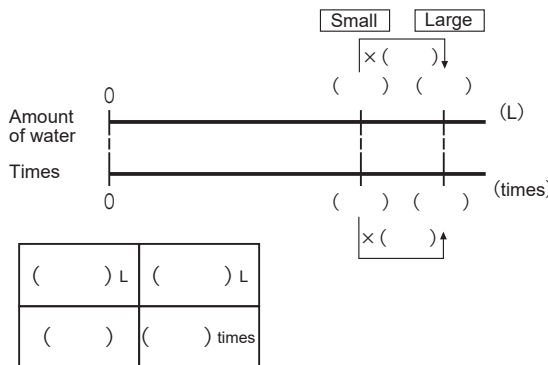 Small Large
× (    )
(    ) (    )
0
Amount
of water
(L)
Times
0
(    ) (    )
(times)
× (    )
(    ) L (    ) L
(    ) (    ) times